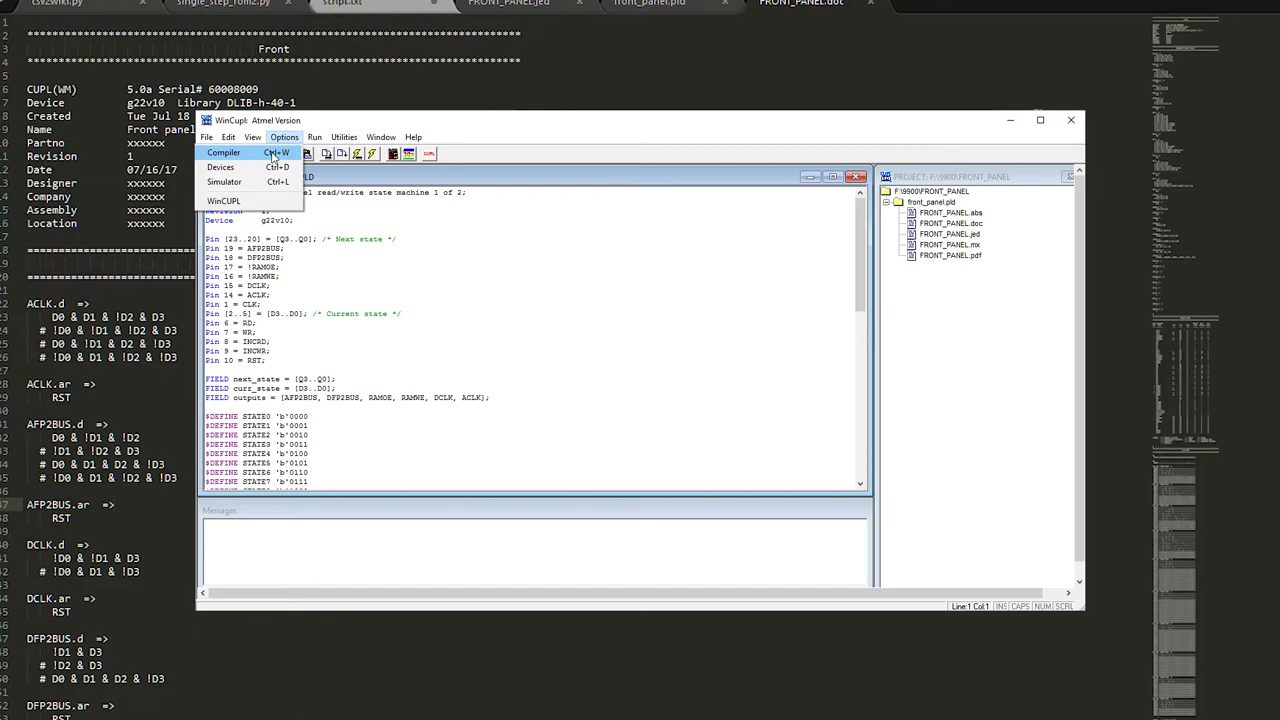 csv2wiki.py
single_step_rom2.py
script.txt
FRONT_PANEL.jed
front_panel.pld
FRONT_PANEL.doc
*******************************************************************************
Front
*******************************************************************************
CUPL(WM) 5.0a Serial# 60008009
Device g22v10 Library DLIB-h-40-1
Created Tue Jul 18
Name Front panel
Partno xxxxx
Revision 1
Date 07/16/17
Designer xxxxx
Company xxxxx
Assembly xxxxx
Location xxxxx
ACLK.d =>
D0 & D1 & !D2 & !D3
# !D0 & !D1 & !D2 & D3
# D0 & !D1 & D2 & !D3
# !D0 & D1 & D2 & !D3
ACLK.ar =>
RST
AFP2BUS.d =>
D0 & !D1 & D2
# !D1 & D2 & !D3
# D0 & D1 & !D2 & !D3
# !D0 & D1 & D2 & !D3
AFP2BUS.ar =>
RST
DCLK.d =>
D0 & !D1 & D3
# !D0 & D1 & D3
DCLK.ar =>
RST
DFP2BUS.d =>
!D1 & D3
# !D2 & D3
# !D0 & D1 & D2 & !D3
DFP2BUS.ar =>
RST
WinCupl: Atmel Version
File Edit View Options Run Utilities Window Help
Compiler Ctrl+W
Devices Ctrl+D
Simulator Ctrl+L
WinCUPL
CUPL
el read/write state machine 1 of 2;
Device g22v10;
Pin [23..20] = [Q3..Q0]; /* Next state */
Pin 19 = AFP2BUS;
Pin 18 = DFP2BUS;
Pin 17 = !RAMOE;
Pin 16 = !RAMWE;
Pin 15 = DCLK;
Pin 14 = ACLK;
Pin 1 = CLK;
Pin [2..5] = [D3..D0]; /* Current state */
Pin 6 = RD;
Pin 7 = WR;
Pin 8 = INCRD;
Pin 9 = INCWR;
Pin 10 = RST;
FIELD next_state = [Q3..Q0];
FIELD curr_state = [D3..D0];
FIELD outputs = [AFP2BUS, DFP2BUS, RAMOE, RAMWE, DCLK, ACLK];
$DEFINE STATE0 'b'0000
$DEFINE STATE1 'b'0001
$DEFINE STATE2 'b'0010
$DEFINE STATE3 'b'0011
$DEFINE STATE4 'b'0100
$DEFINE STATE5 'b'0101
$DEFINE STATE6 'b'0110
$DEFINE STATE7 'b'0111
PROJECT: F:\9900\FRONT_PANEL
F:\9900\FRONT_PANEL
front_panel.pld
FRONT_PANEL.abs
FRONT_PANEL.doc
FRONT_PANEL.jed
FRONT_PANEL.mx
FRONT_PANEL.pdf
Messages
Line:1 Col:1 INS CAPS NUM SCRL